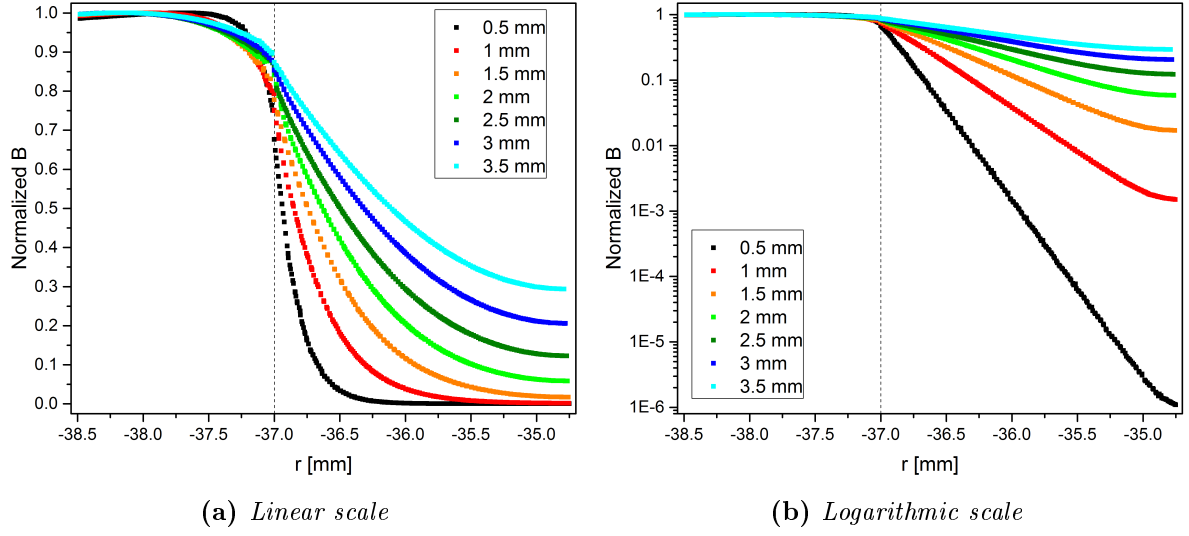 Normalized B
1.0
0.9
0.8
0.7
0.6
0.5
0.4
0.3
0.2
0.1
0.0
0.5 mm
1 mm
1.5 mm
2 mm
2.5 mm
3 mm
3.5 mm
-38.5 -38.0 -37.5 -37.0 -36.5 -36.0 -35.5 -35.0
r [mm]
(a) Linear scale
Normalized B
1
0.1
0.01
1E-3
1E-4
1E-5
1E-6
0.5 mm
1 mm
1.5 mm
2 mm
2.5 mm
3 mm
3.5 mm
-38.5 -38.0 -37.5 -37.0 -36.5 -36.0 -35.5 -35.0
r [mm]
(b) Logarithmic scale